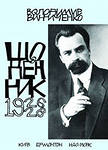 ВОЛОДИМИР
ВИННИЧЕНКО
ЩО
ДЕН
НИК
КИЇВ ЕДМОНТОН НЬЮ-ЙОРК